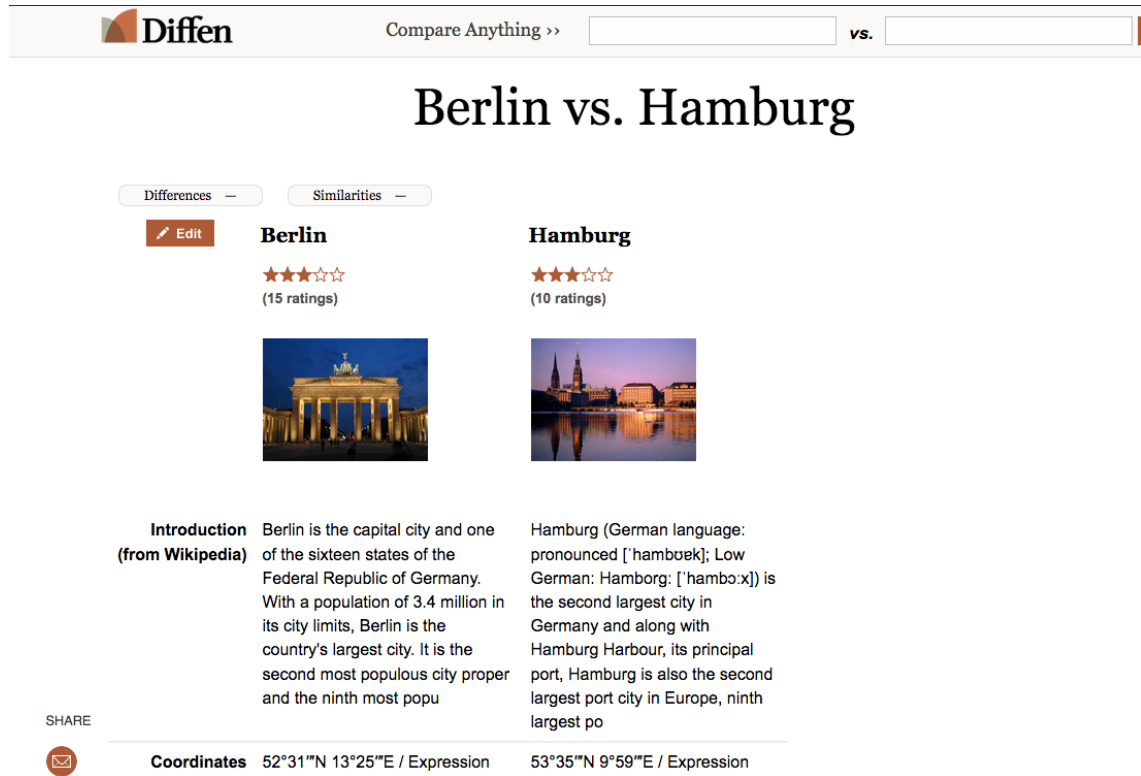 Diffen
Compare Anything ››
vs.
Berlin vs. Hamburg
Differences –
Similarities –
Edit
Berlin
Hamburg
(15 ratings)
(10 ratings)
Introduction
(from Wikipedia)
Berlin is the capital city and one
of the sixteen states of the
Federal Republic of Germany.
With a population of 3.4 million in
its city limits, Berlin is the
country's largest city. It is the
second most populous city proper
and the ninth most popu
Hamburg (German language:
pronounced [ˈhambʊɐk]; Low
German: Hamborg: [ˈhambɔːx]) is
the second largest city in
Germany and along with
Hamburg Harbour, its principal
port, Hamburg is also the second
largest port city in Europe, ninth
largest po
SHARE
Coordinates
52°31′″N 13°25′″E / Expression
53°35′″N 9°59′″E / Expression